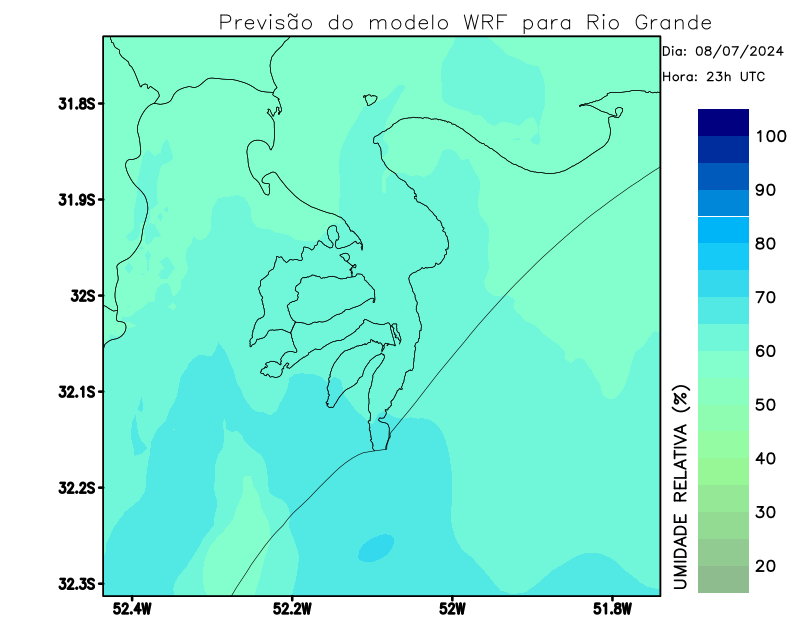 Previsão do modelo WRF para Rio Grande
Dia: 08/07/2024
Hora: 23h UTC
31.8S
31.9S
32S
32.1S
32.2S
32.3S
52.4W
52.2W
52W
51.8W
100
90
80
70
60
50
40
30
20
UMIDADE RELATIVA (%)